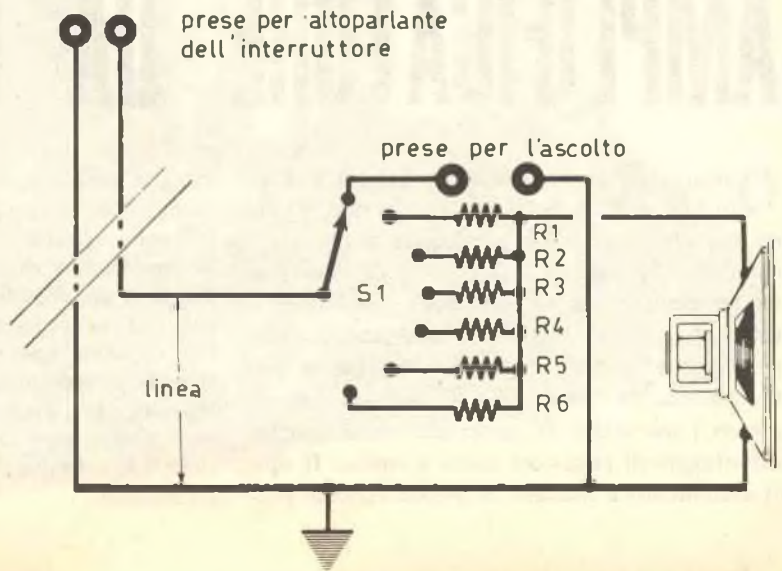 prese per altoparlante
dell'interruttore
prese per l'ascolto
R1
R2
S1
R3
R4
linea
R5
R6